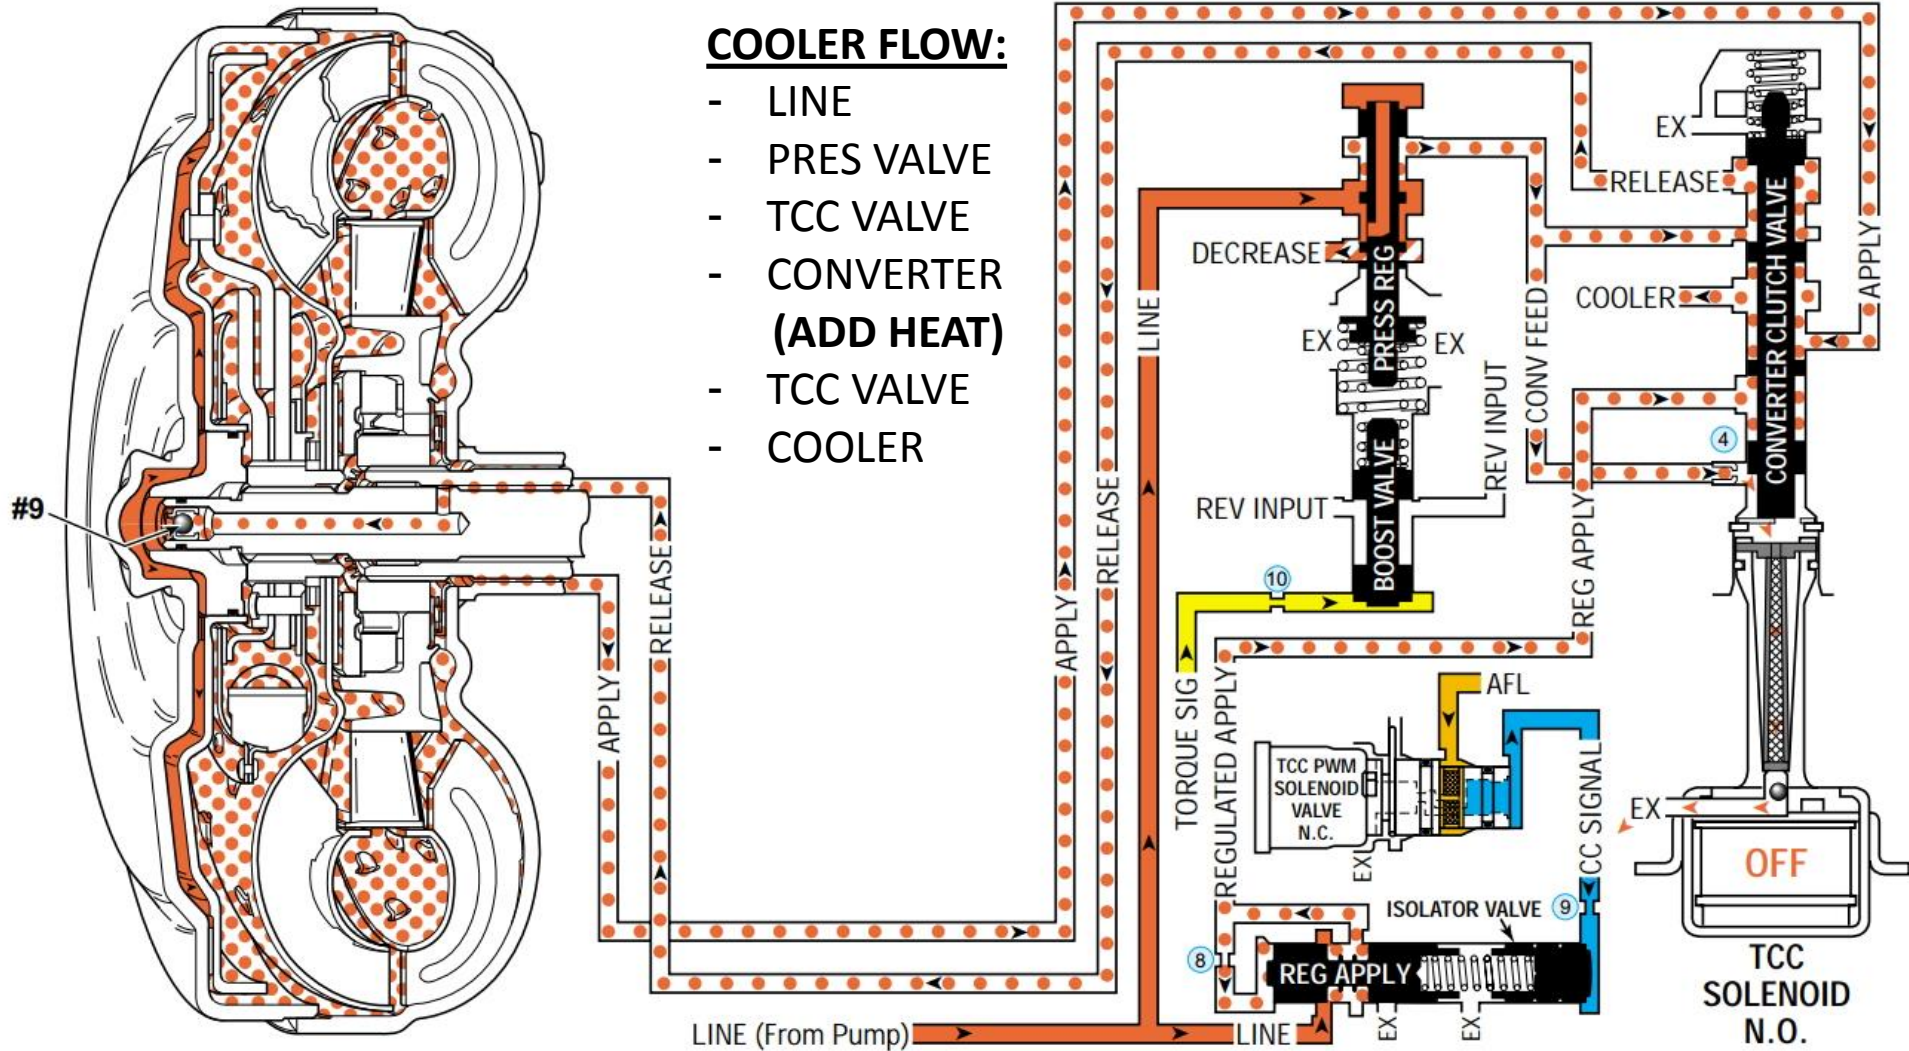 COOLER FLOW:
- LINE
- PRES VALVE
- TCC VALVE
- CONVERTER
(ADD HEAT)
- TCC VALVE
- COOLER
#9
APPLY
RELEASE
APPLY
RELEASE
LINE
LINE (From Pump)
LINE
DECREASE
PRESS REG
EX
EX
BOOST VALVE
REV INPUT
REV INPUT
10
TORQUE SIG
REGULATED APPLY
CONV FEED
REG APPLY
EX
RELEASE
COOLER
CONVERTER CLUTCH VALVE
APPLY
4
AFL
TCC PWM
SOLENOID
VALVE
N.C.
EX
TCC SIGNAL
ISOLATOR VALVE
9
8
REG APPLY
EX
EX
EX
OFF
TCC
SOLENOID
N.O.